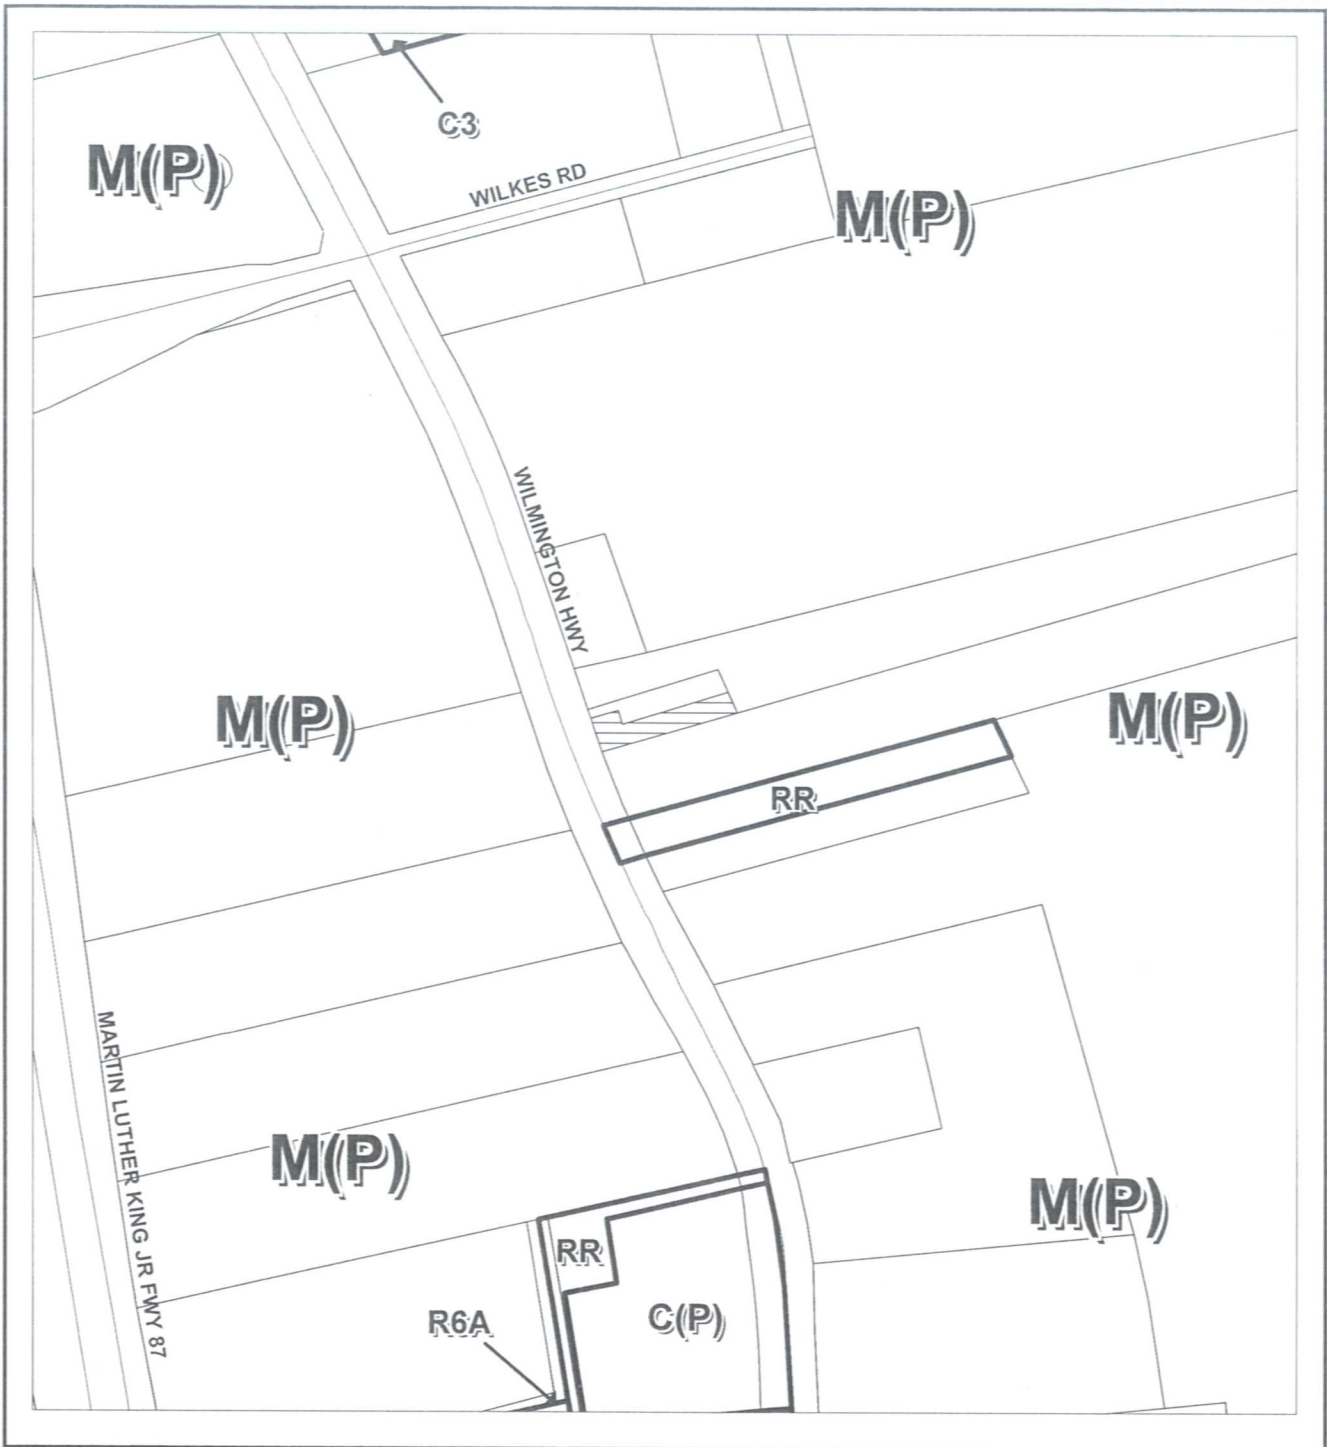 C3
M(P)
WILKES RD
M(P)
WILMINGTON HWY
M(P)
M(P)
RR
MARTIN LUTHER KING JR FWY 87
M(P)
M(P)
RR
R6A
C(P)